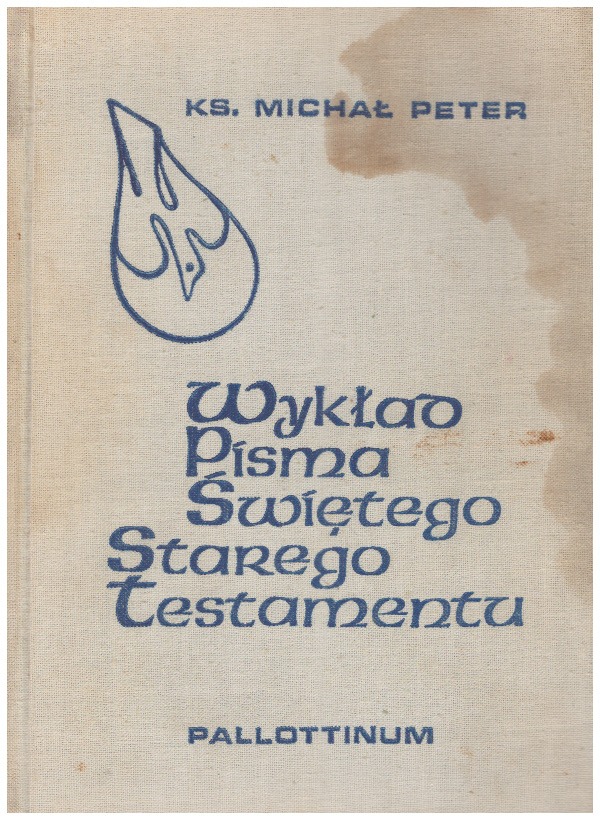 KS. MICHAŁ PETER
Wykład
Pisma
Świętego
Starego
Testamentu
PALLOTTINUM